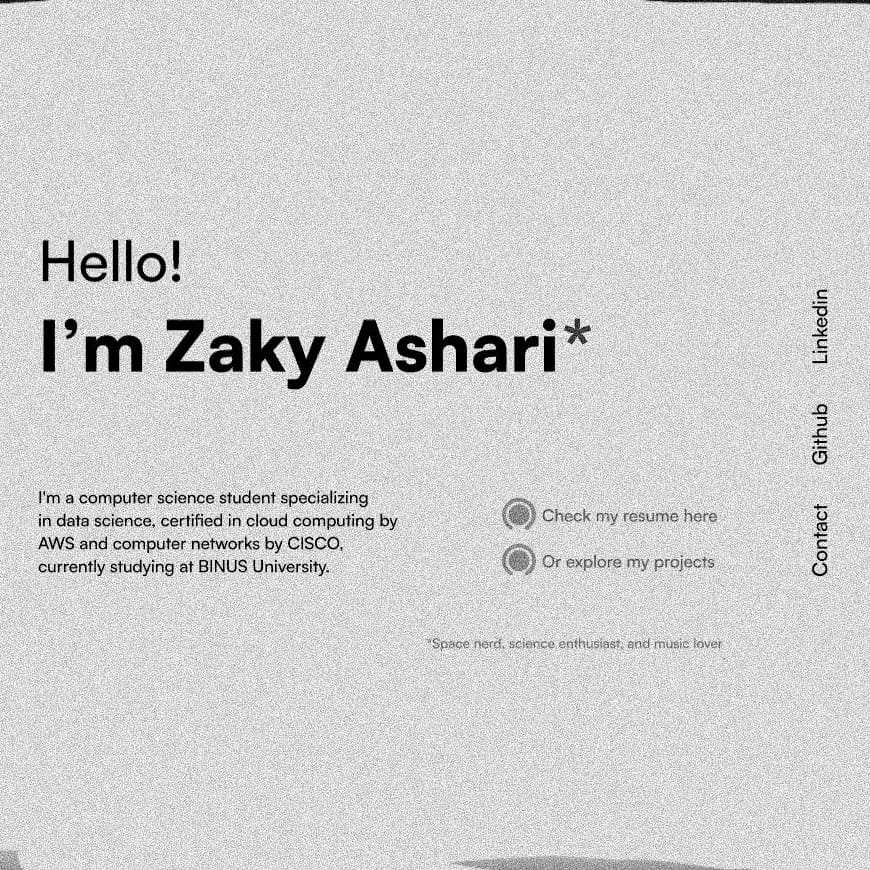 Hello!
I’m Zaky Ashari*
I'm a computer science student specializing
in data science, certified in cloud computing by
AWS and computer networks by CISCO,
currently studying at BINUS University.
Check my resume here
Or explore my projects
*Space nerd, science enthusiast, and music lover
Linkedin
Github
Contact